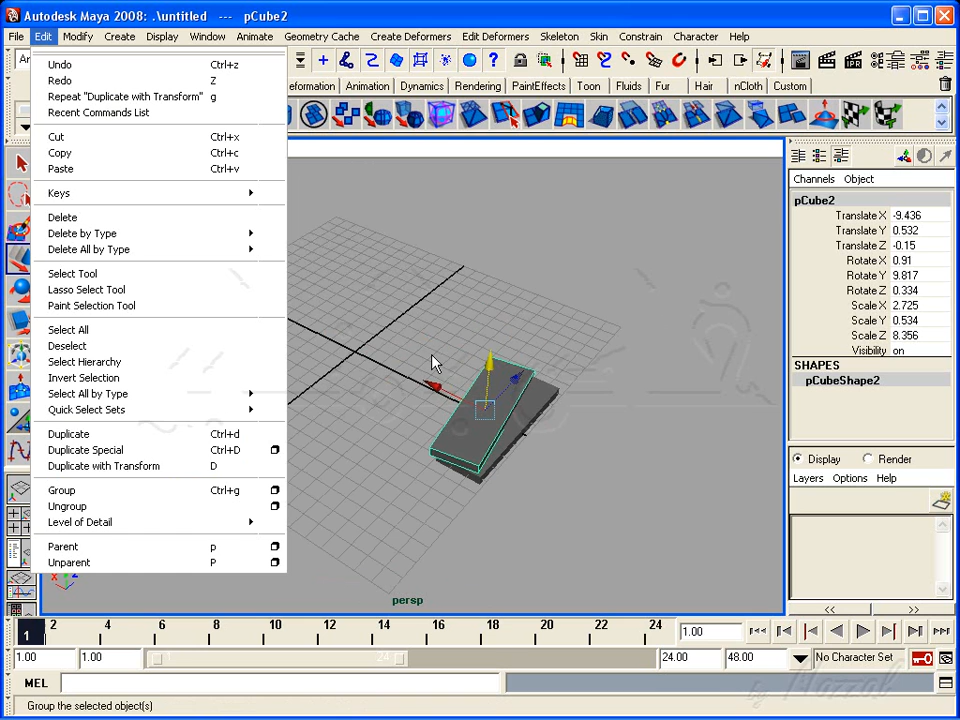 Autodesk Maya 2008: .\untitled --- pCube2
File Edit Modify Create Display Window Animate Geometry Cache Create Deformers Edit Deformers Skeleton Skin Constrain Character Help
Undo Ctrl+z
Redo Z
Repeat "Duplicate with Transform" g
Recent Commands List
Cut Ctrl+x
Copy Ctrl+c
Paste Ctrl+v
Keys
Delete
Delete by Type
Delete All by Type
Select Tool
Lasso Select Tool
Paint Selection Tool
Select All
Deselect
Select Hierarchy
Invert Selection
Select All by Type
Quick Select Sets
Duplicate Ctrl+d
Duplicate Special Ctrl+D
Duplicate with Transform D
Group Ctrl+g
Ungroup
Level of Detail
Parent p
Unparent P
eformation Animation Dynamics Rendering PaintEffects Toon Fluids Fur Hair nCloth Custom
Channels Object
pCube2
Translate X -9.436
Translate Y 0.532
Translate Z -0.15
Rotate X 0.91
Rotate Y 9.817
Rotate Z 0.334
Scale X 2.725
Scale Y 0.534
Scale Z 8.356
Visibility on
SHAPES
pCubeShape2
Display Render
Layers Options Help
<< >>
persp
1 2 4 6 8 10 12 14 16 18 20 22 24 1.00
1.00 1.00 1 24 24.00 48.00 No Character Set
MEL
Group the selected object(s)
by Mazzal